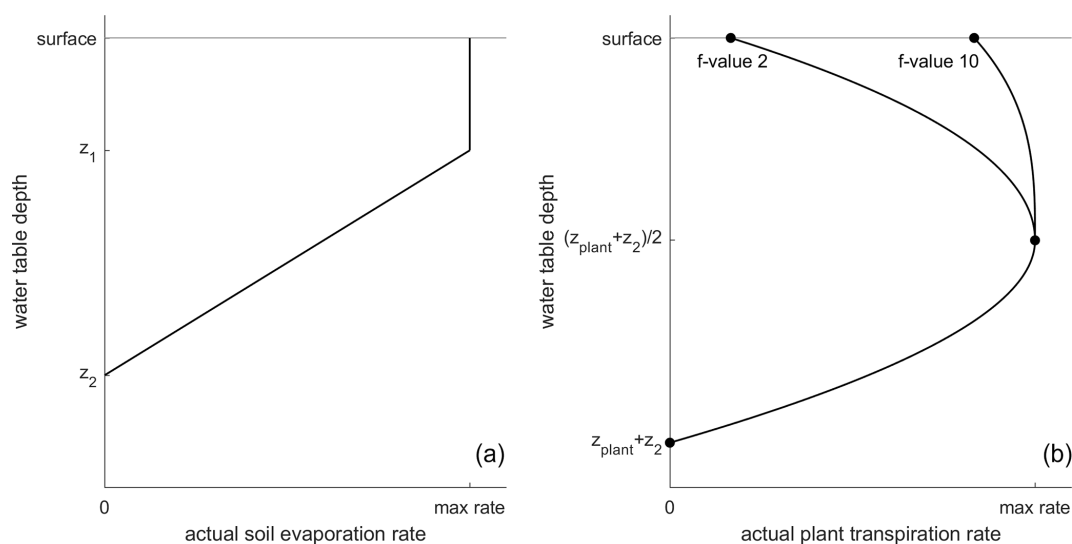 surface
z1
z2
water table depth
0
max rate
actual soil evaporation rate
(a)
surface
f-value 2
f-value 10
(zplant+z2)/2
zplant+z2
water table depth
0
max rate
actual plant transpiration rate
(b)